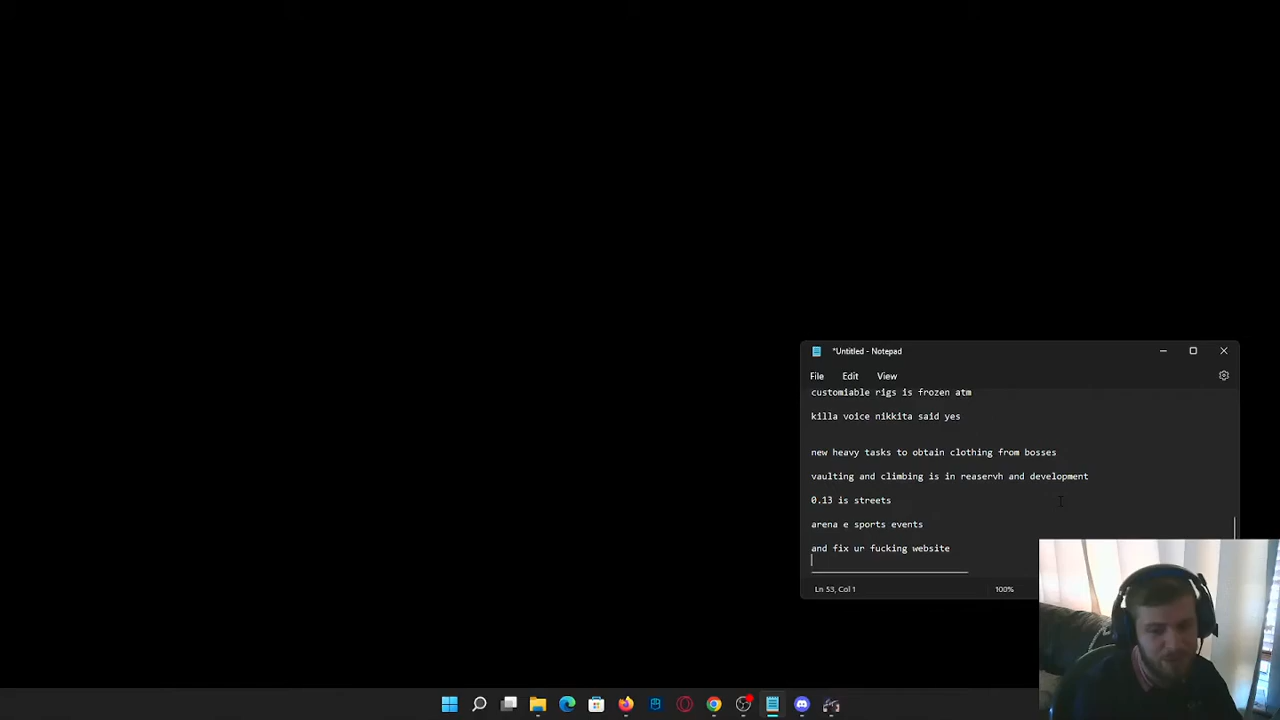 *Untitled - Notepad
File Edit View
customiable rigs is frozen atm
killa voice nikkita said yes
new heavy tasks to obtain clothing from bosses
vaulting and climbing is in reaservh and development
0.13 is streets
arena e sports events
and fix ur fucking website
Ln 53, Col 1 100%